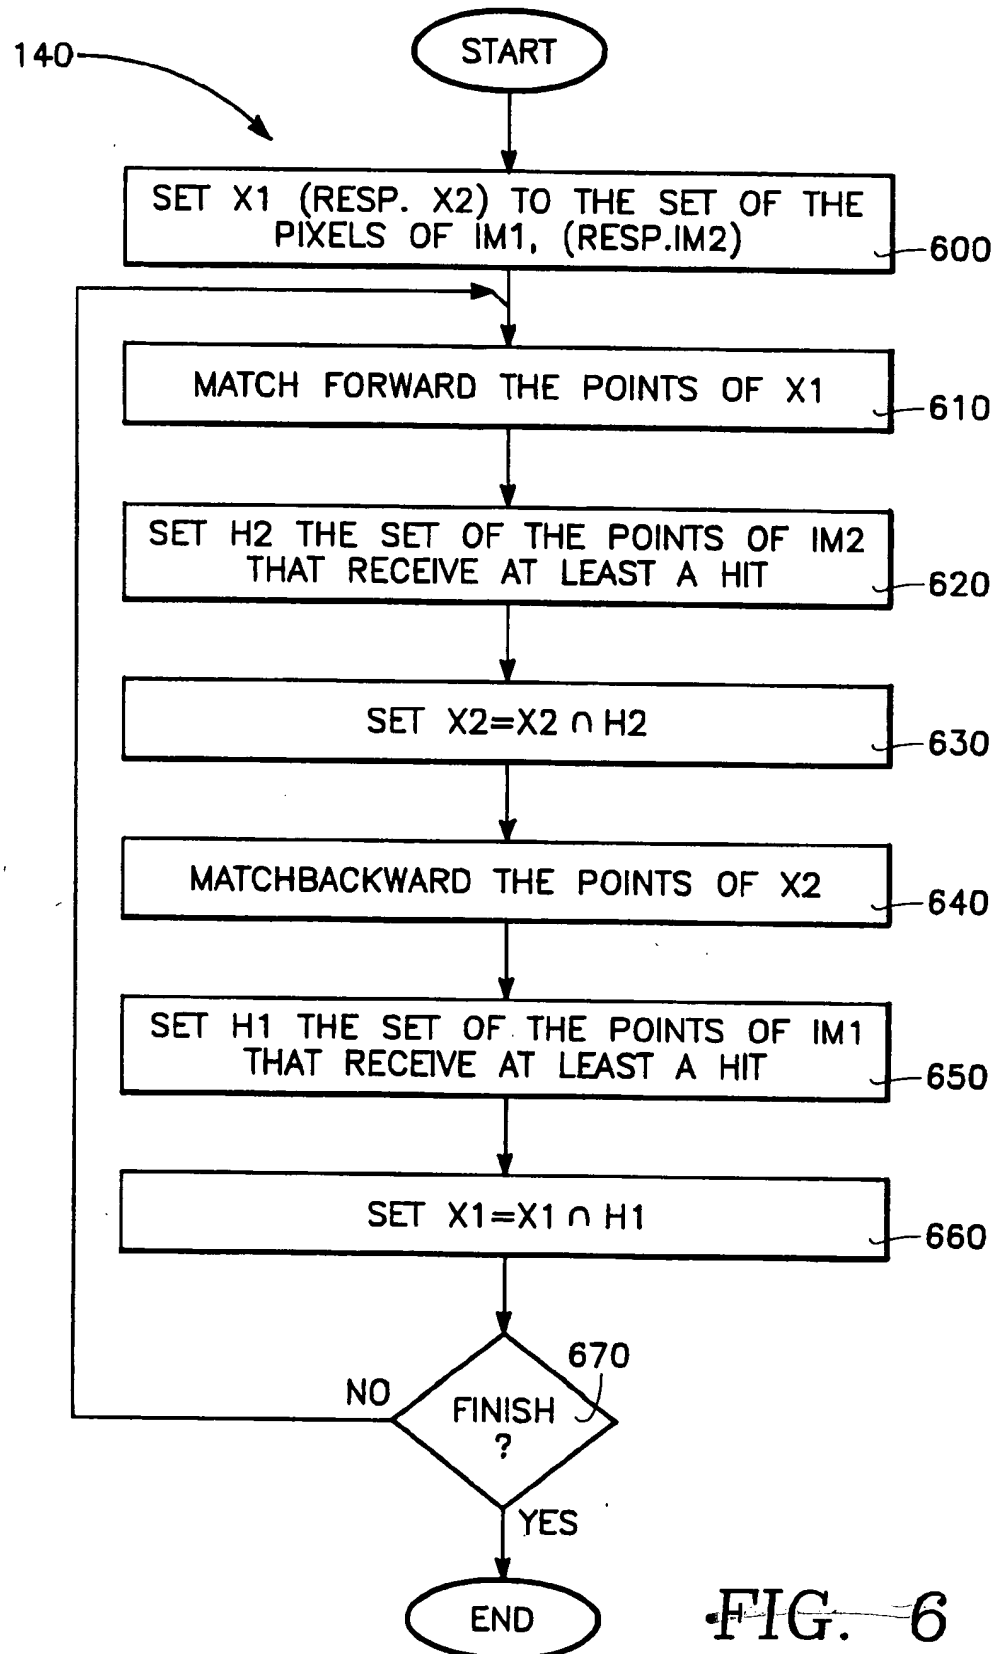 START
140
SET X1 (RESP. X2) TO THE SET OF THE
PIXELS OF IM1, (RESP.IM2)
600
MATCH FORWARD THE POINTS OF X1
610
SET H2 THE SET OF THE POINTS OF IM2
THAT RECEIVE AT LEAST A HIT
620
SET X2=X2 ∩ H2
630
MATCHBACKWARD THE POINTS OF X2
640
SET H1 THE SET OF THE POINTS OF IM1
THAT RECEIVE AT LEAST A HIT
650
SET X1=X1 ∩ H1
660
670
NO
FINISH
?
YES
END
FIG. 6